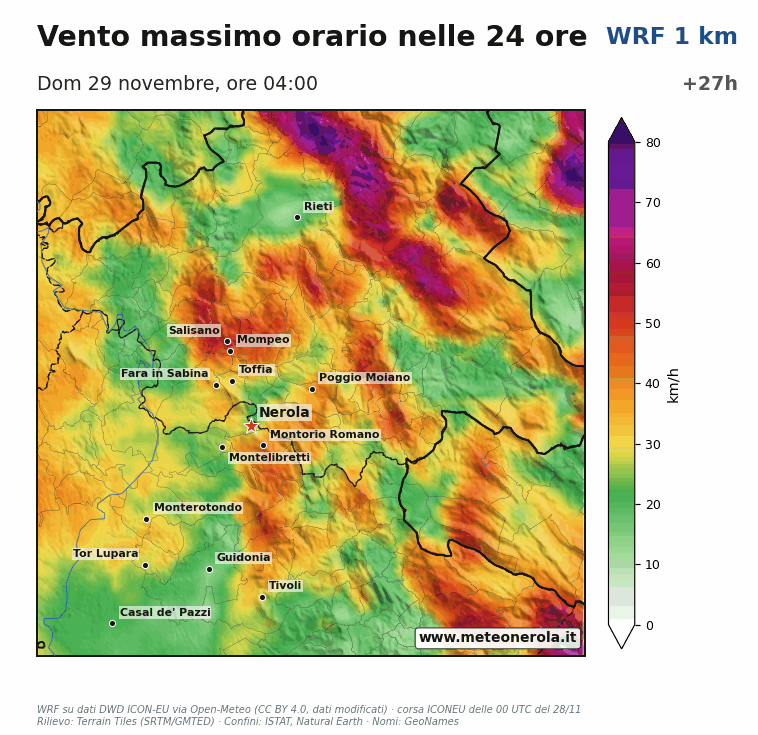 Vento massimo orario nelle 24 ore WRF 1 km
Dom 29 novembre, ore 04:00 +27h
80
70
60
50
40
30
20
10
0
km/h
Rieti
Salisano
Mompeo
Fara in Sabina
Toffia
Poggio Moiano
Nerola
Montorio Romano
Montelibretti
Monterotondo
Tor Lupara
Guidonia
Tivoli
Casal de' Pazzi
www.meteonerola.it
WRF su dati DWD ICON-EU via Open-Meteo (CC BY 4.0, dati modificati) · corsa ICONEU delle 00 UTC del 28/11
Rilievo: Terrain Tiles (SRTM/GMTED) · Confini: ISTAT, Natural Earth · Nomi: GeoNames